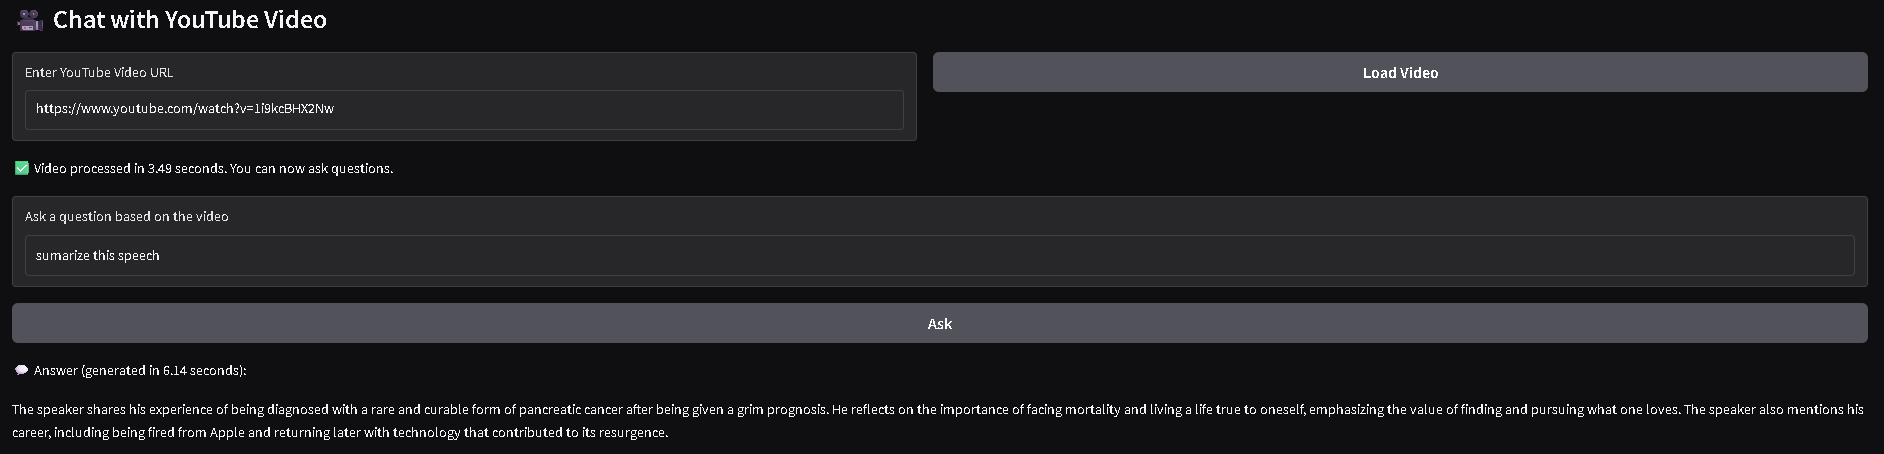 Chat with YouTube Video
Enter YouTube Video URL
https://www.youtube.com/watch?v=1i9kcBHX2Nw
Load Video
Video processed in 3.49 seconds. You can now ask questions.
Ask a question based on the video
sumarize this speech
Ask
Answer (generated in 6.14 seconds):
The speaker shares his experience of being diagnosed with a rare and curable form of pancreatic cancer after being given a grim prognosis. He reflects on the importance of facing mortality and living a life true to oneself, emphasizing the value of finding and pursuing what one loves. The speaker also mentions his
career, including being fired from Apple and returning later with technology that contributed to its resurgence.